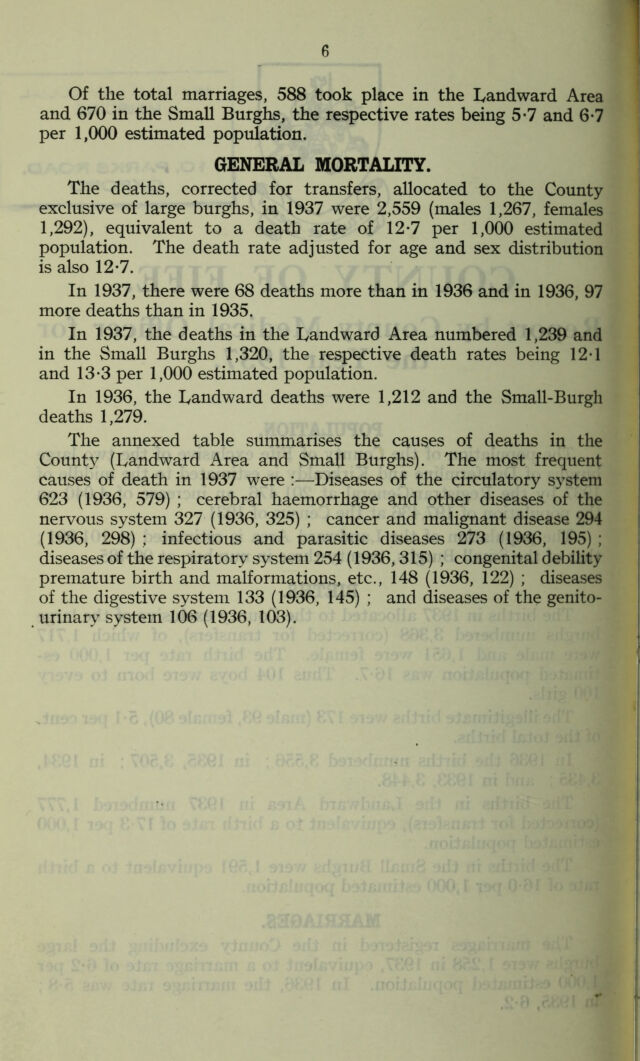 6
Of the total marriages, 588 took place in the Landward Area
and 670 in the Small Burghs, the respective rates being 5·7 and 6·7
per 1,000 estimated population.
GENERAL MORTALITY.
The deaths, corrected for transfers, allocated to the County
exclusive of large burghs, in 1937 were 2,559 (males 1,267, females
1,292), equivalent to a death rate of 12·7 per 1,000 estimated
population. The death rate adjusted for age and sex distribution
is also 12·7.
In 1937, there were 68 deaths more than in 1936 and in 1936, 97
more deaths than in 1935.
In 1937, the deaths in the Landward Area numbered 1,239 and
in the Small Burghs 1,320, the respective death rates being 12·1
and 13·3 per 1,000 estimated population.
In 1936, the Landward deaths were 1,212 and the Small-Burgh
deaths 1,279.
The annexed table summarises the causes of deaths in the
County (Landward Area and Small Burghs). The most frequent
causes of death in 1937 were :—Diseases of the circulatory system
623 (1936, 579) ; cerebral haemorrhage and other diseases of the
nervous system 327 (1936, 325) ; cancer and malignant disease 294
(1936, 298) ; infectious and parasitic diseases 273 (1936, 195) ;
diseases of the respiratory system 254 (1936, 315) ; congenital debility
premature birth and malformations, etc., 148 (1936, 122) ; diseases
of the digestive system 133 (1936, 145) ; and diseases of the genito-
urinary system 106 (1936, 103).